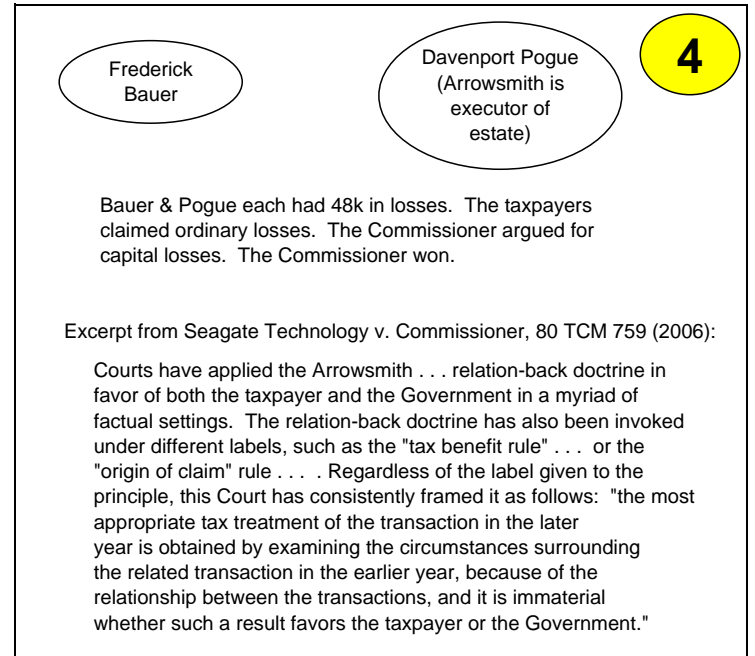 Frederick
Bauer
Davenport Pogue
(Arrowsmith is
executor of
estate)
4
Bauer & Pogue each had 48k in losses. The taxpayers
claimed ordinary losses. The Commissioner argued for
capital losses. The Commissioner won.
Excerpt from Seagate Technology v. Commissioner, 80 TCM 759 (2006):
Courts have applied the Arrowsmith . . . relation-back doctrine in
favor of both the taxpayer and the Government in a myriad of
factual settings. The relation-back doctrine has also been invoked
under different labels, such as the "tax benefit rule" . . . or the
"origin of claim" rule . . . . Regardless of the label given to the
principle, this Court has consistently framed it as follows: "the most
appropriate tax treatment of the transaction in the later
year is obtained by examining the circumstances surrounding
the related transaction in the earlier year, because of the
relationship between the transactions, and it is immaterial
whether such a result favors the taxpayer or the Government."